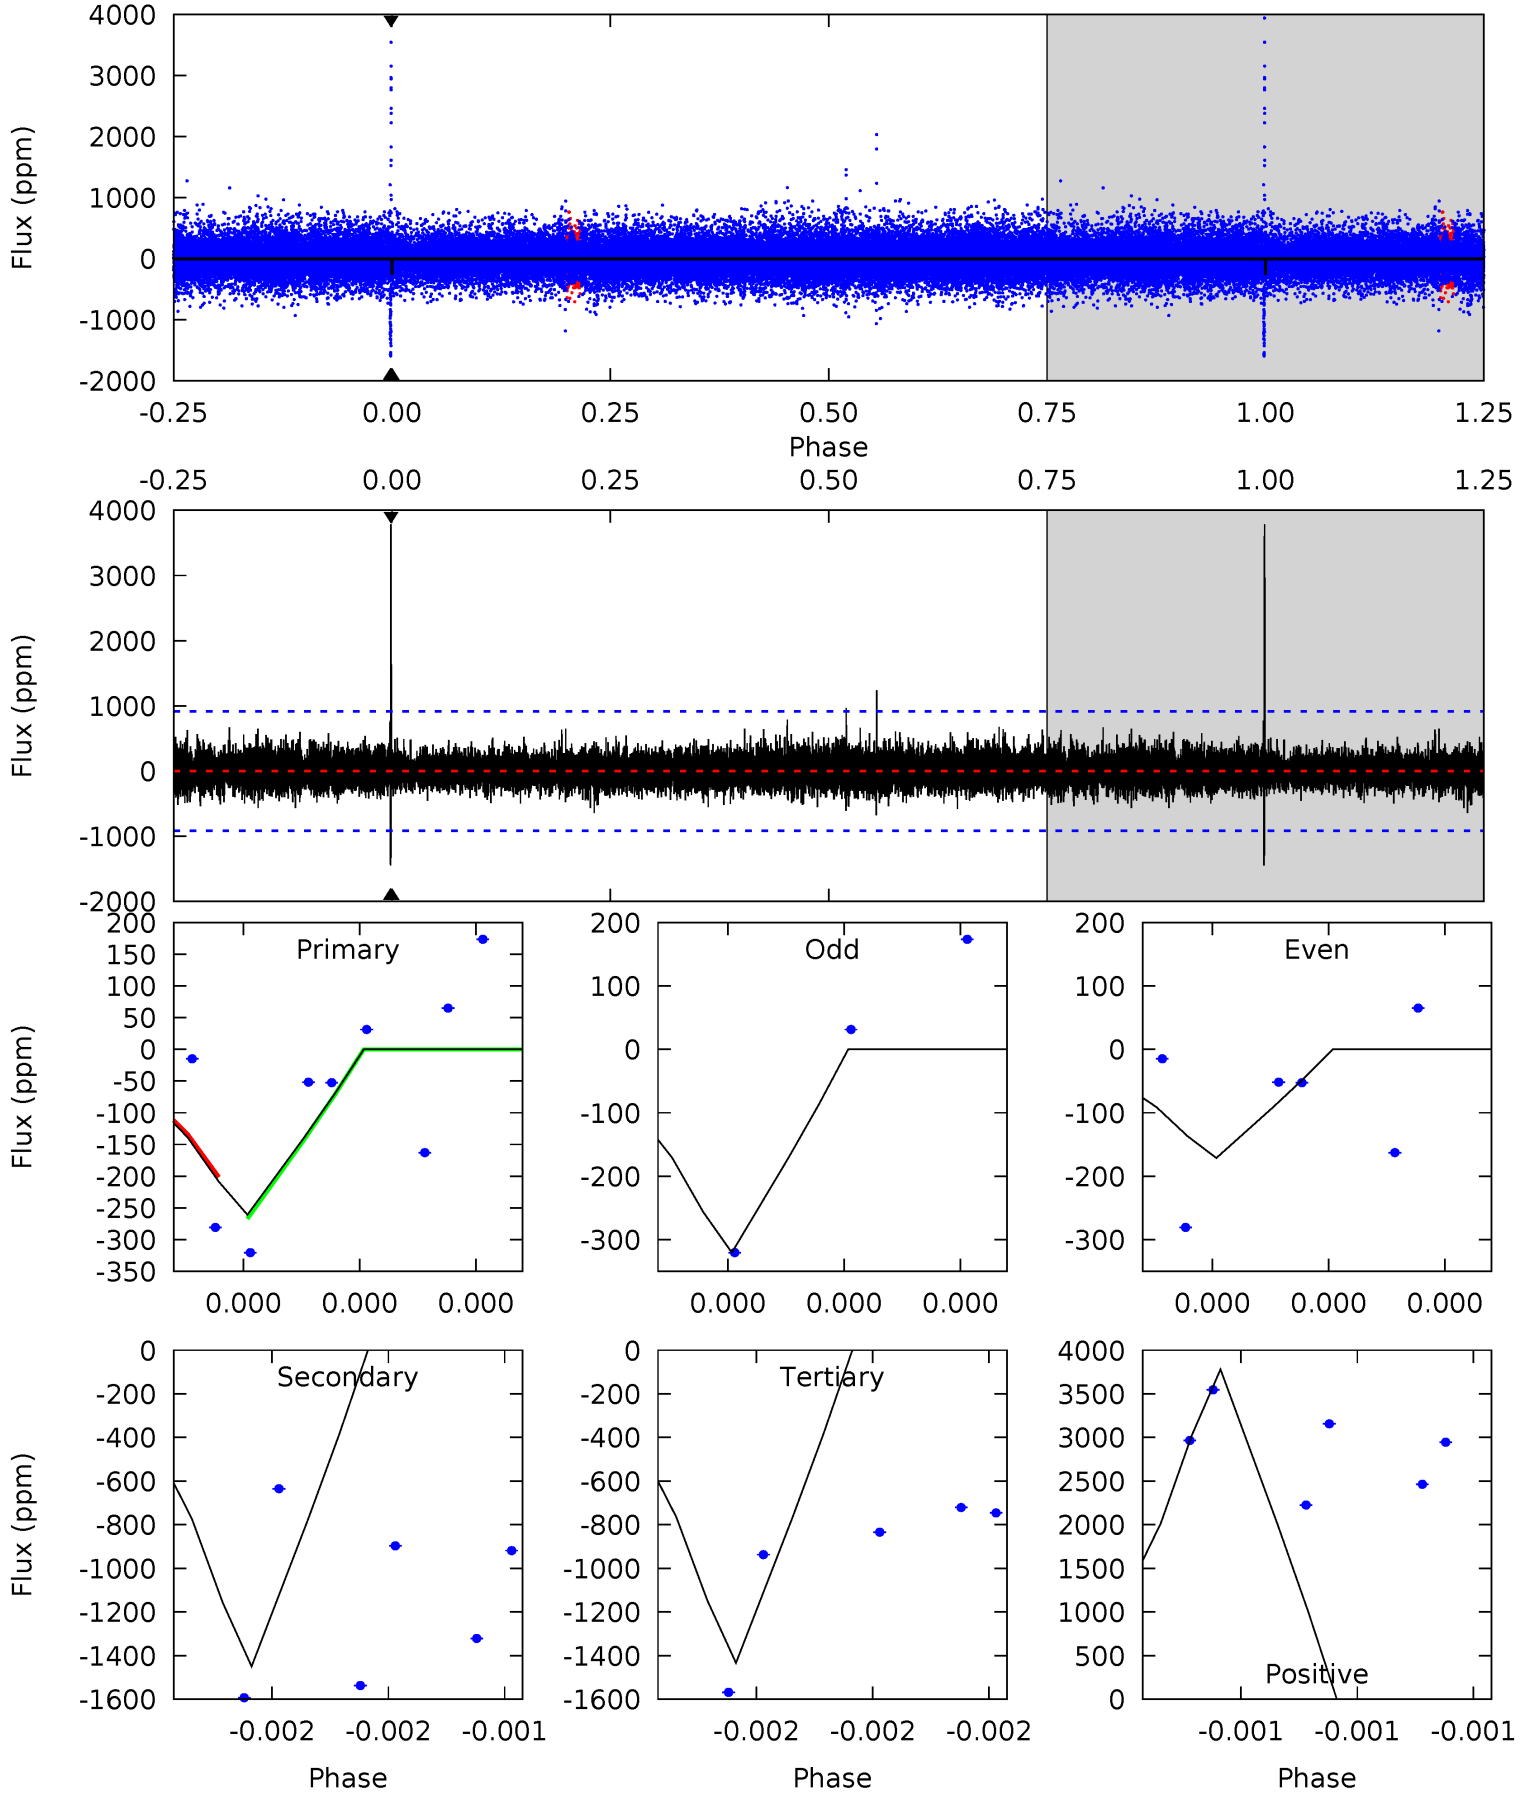 4000
3000
2000
1000
0
-1000
-2000
Flux (ppm)
-0.25 0.00 0.25 0.50 0.75 1.00 1.25
Phase
-0.25 0.00 0.25 0.50 0.75 1.00 1.25
4000
3000
2000
1000
0
-1000
-2000
Flux (ppm)
200
150
100
50
0
-50
-100
-150
-200
-250
-300
-350
Flux (ppm)
Primary
0.000 0.000 0.000
200
100
0
-100
-200
-300
Odd
0.000 0.000 0.000
200
100
0
-100
-200
-300
Even
0.000 0.000 0.000
0
-200
-400
-600
-800
-1000
-1200
-1400
-1600
Flux (ppm)
Secondary
-0.002 -0.002 -0.001
Phase
0
-200
-400
-600
-800
-1000
-1200
-1400
-1600
Tertiary
-0.002 -0.002 -0.002
Phase
4000
3500
3000
2500
2000
1500
1000
500
0
Positive
-0.001 -0.001 -0.001
Phase